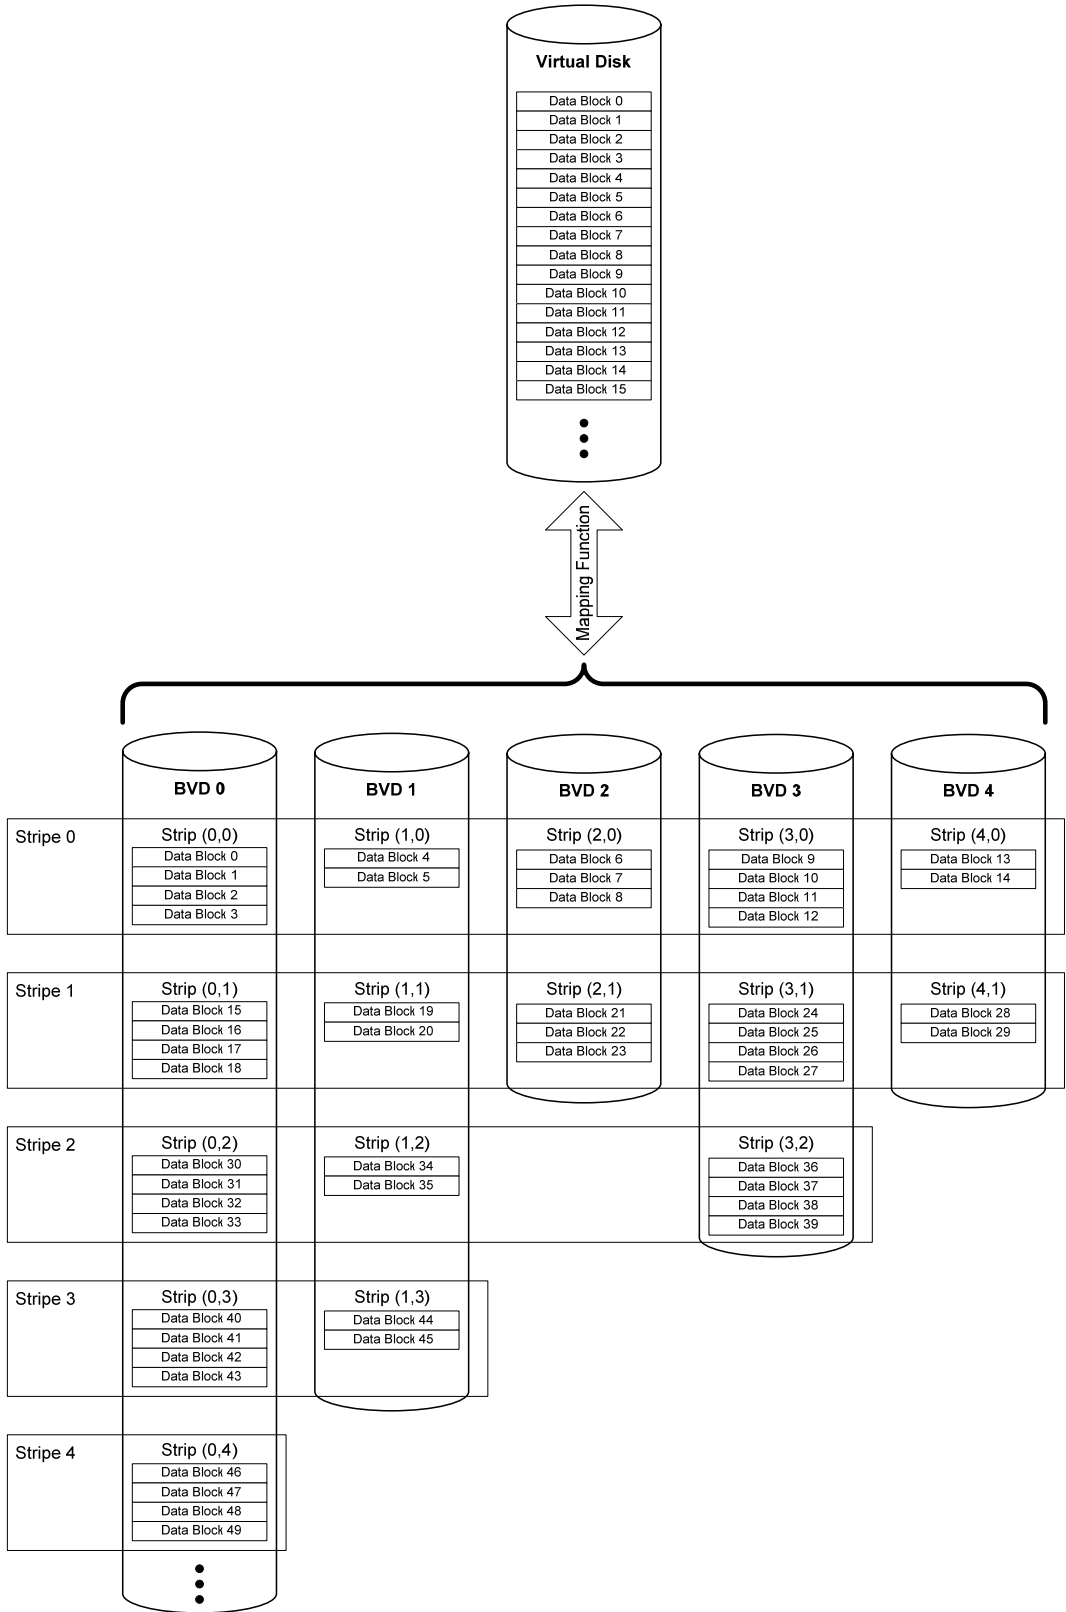 Virtual Disk
Data Block 0
Data Block 1
Data Block 2
Data Block 3
Data Block 4
Data Block 5
Data Block 6
Data Block 7
Data Block 8
Data Block 9
Data Block 10
Data Block 11
Data Block 12
Data Block 13
Data Block 14
Data Block 15
Mapping Function
BVD 0
BVD 1
BVD 2
BVD 3
BVD 4
Stripe 0
Strip (0,0)
Data Block 0
Data Block 1
Data Block 2
Data Block 3
Strip (1,0)
Data Block 4
Data Block 5
Strip (2,0)
Data Block 6
Data Block 7
Data Block 8
Strip (3,0)
Data Block 9
Data Block 10
Data Block 11
Data Block 12
Strip (4,0)
Data Block 13
Data Block 14
Stripe 1
Strip (0,1)
Data Block 15
Data Block 16
Data Block 17
Data Block 18
Strip (1,1)
Data Block 19
Data Block 20
Strip (2,1)
Data Block 21
Data Block 22
Data Block 23
Strip (3,1)
Data Block 24
Data Block 25
Data Block 26
Data Block 27
Strip (4,1)
Data Block 28
Data Block 29
Stripe 2
Strip (0,2)
Data Block 30
Data Block 31
Data Block 32
Data Block 33
Strip (1,2)
Data Block 34
Data Block 35
Strip (3,2)
Data Block 36
Data Block 37
Data Block 38
Data Block 39
Stripe 3
Strip (0,3)
Data Block 40
Data Block 41
Data Block 42
Data Block 43
Strip (1,3)
Data Block 44
Data Block 45
Stripe 4
Strip (0,4)
Data Block 46
Data Block 47
Data Block 48
Data Block 49